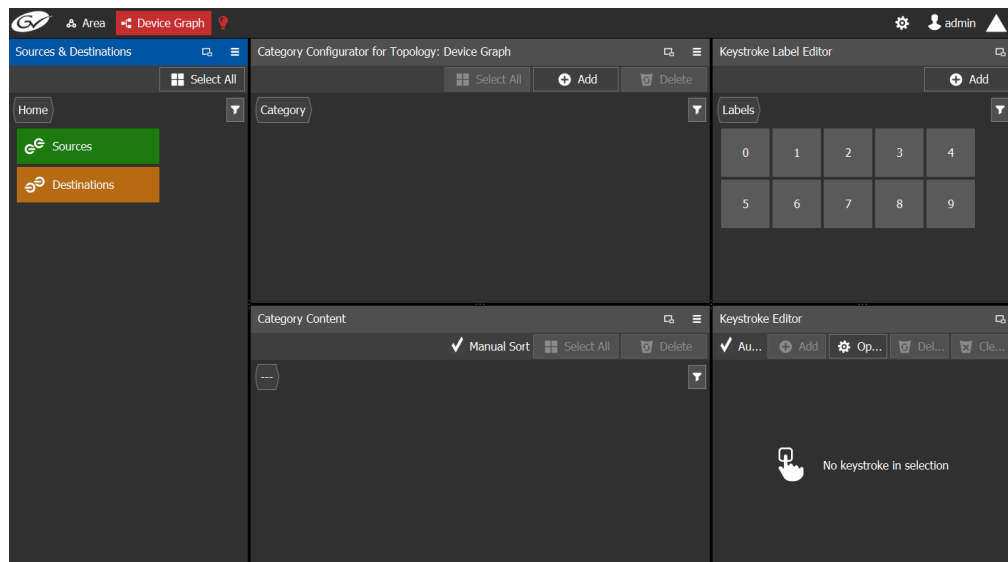 GV Area Device Graph admin
Sources & Destinations
Select All
Home
Sources
Destinations
Category Configurator for Topology: Device Graph
Select All Add Delete
Category
Category Content
Manual Sort Select All Delete
---
Keystroke Label Editor
Add
Labels
0 1 2 3 4
5 6 7 8 9
Keystroke Editor
Au... Add Op... Del... Cle...
No keystroke in selection